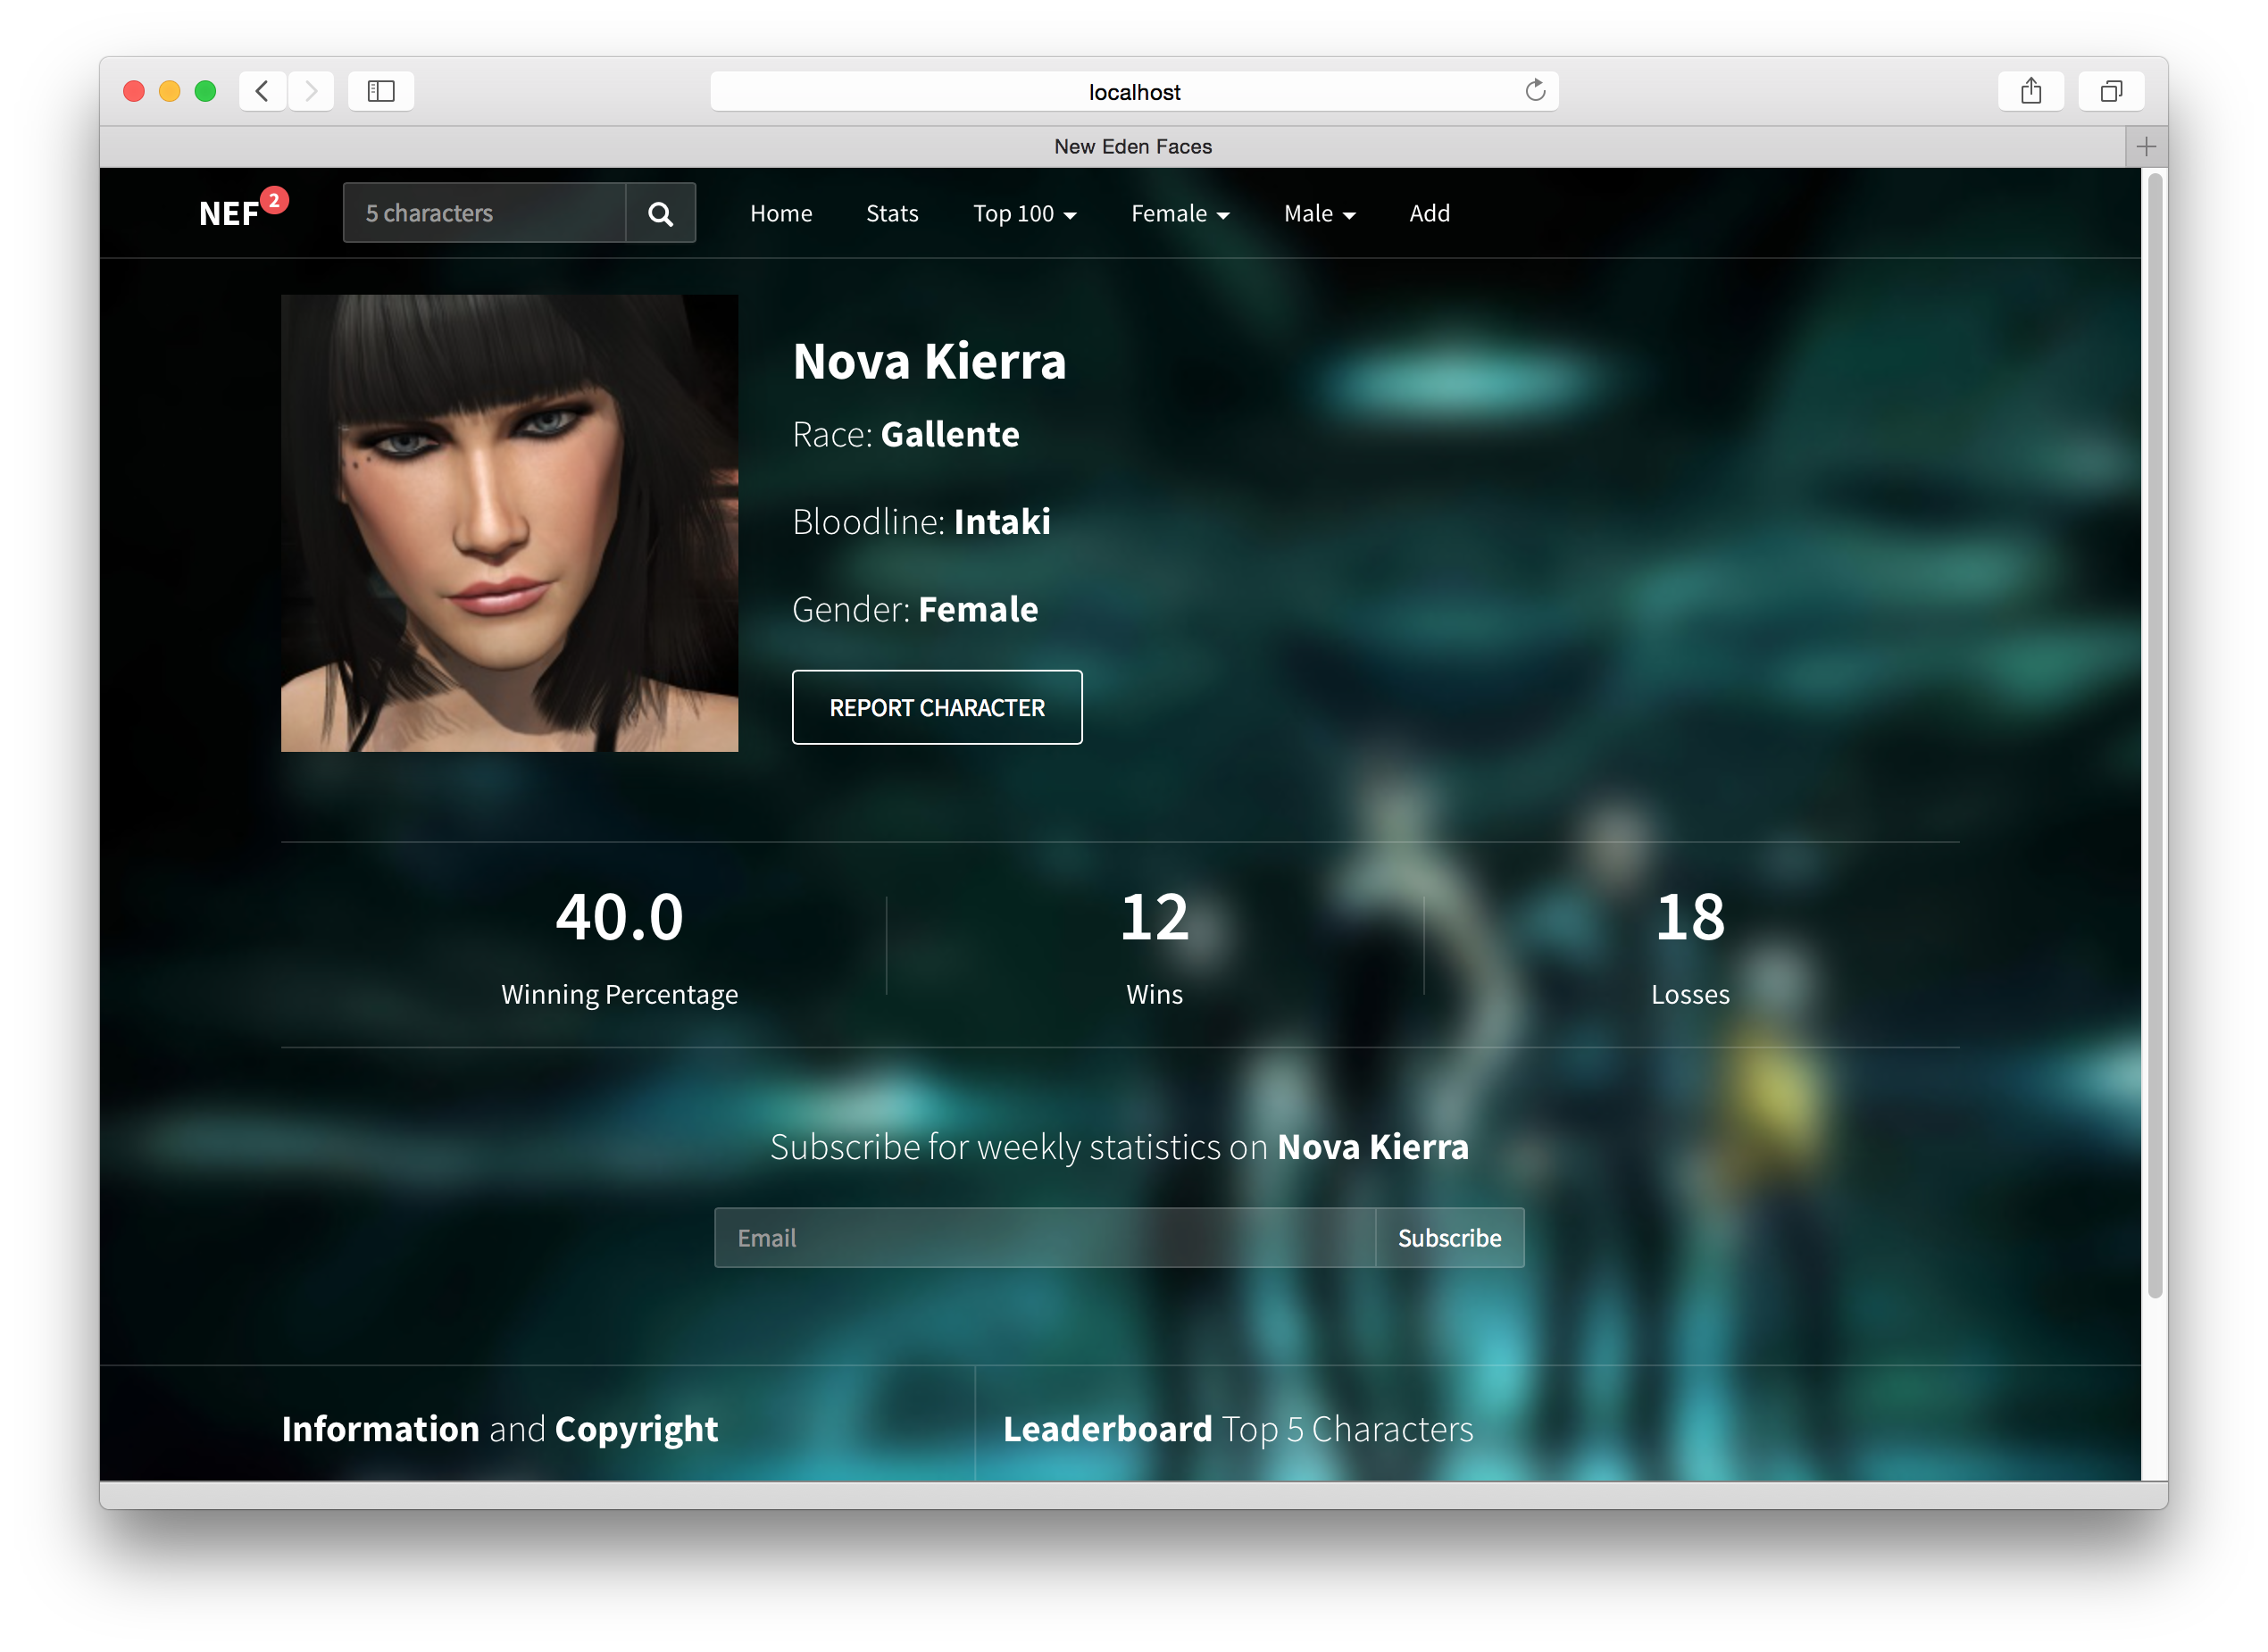 localhost
New Eden Faces
NEF 2 5 characters Home Stats Top 100 Female Male Add
Nova Kierra
Race: Gallente
Bloodline: Intaki
Gender: Female
REPORT CHARACTER
40.0 12 18
Winning Percentage Wins Losses
Subscribe for weekly statistics on Nova Kierra
Email Subscribe
Information and Copyright Leaderboard Top 5 Characters